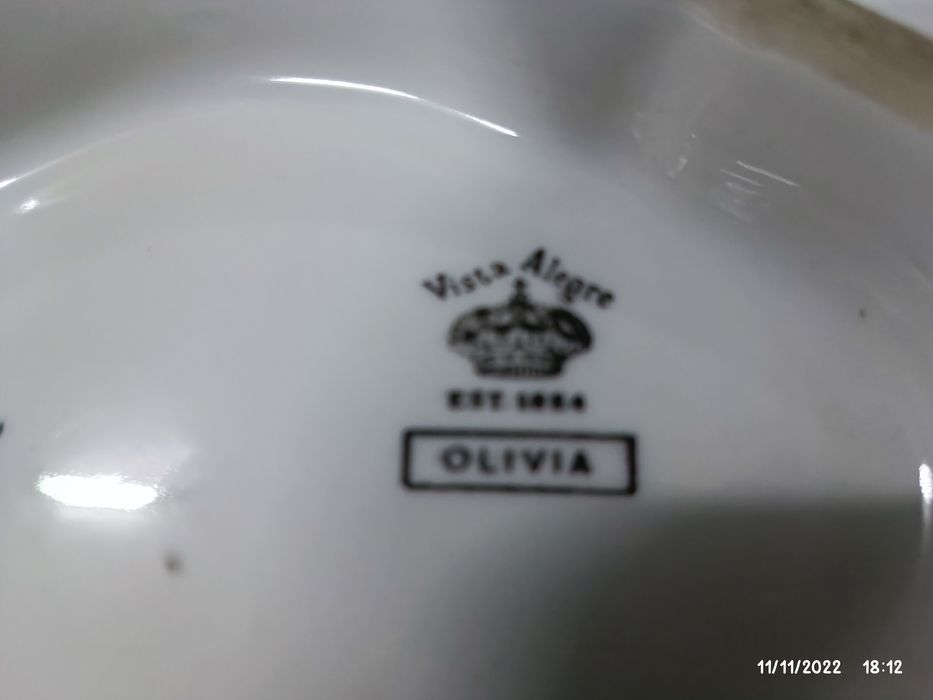 Vista Alegre
EST. 1824
OLIVIA
11/11/2022 18:12